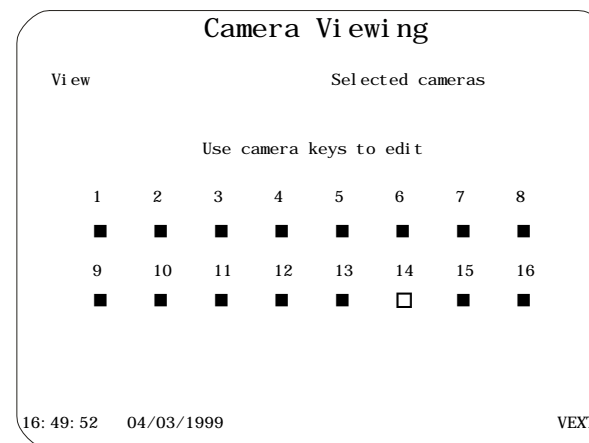 Camera Viewing
View Selected cameras
Use camera keys to edit
1 2 3 4 5 6 7 8
9 10 11 12 13 14 15 16
16:49:52 04/03/1999 VEXT